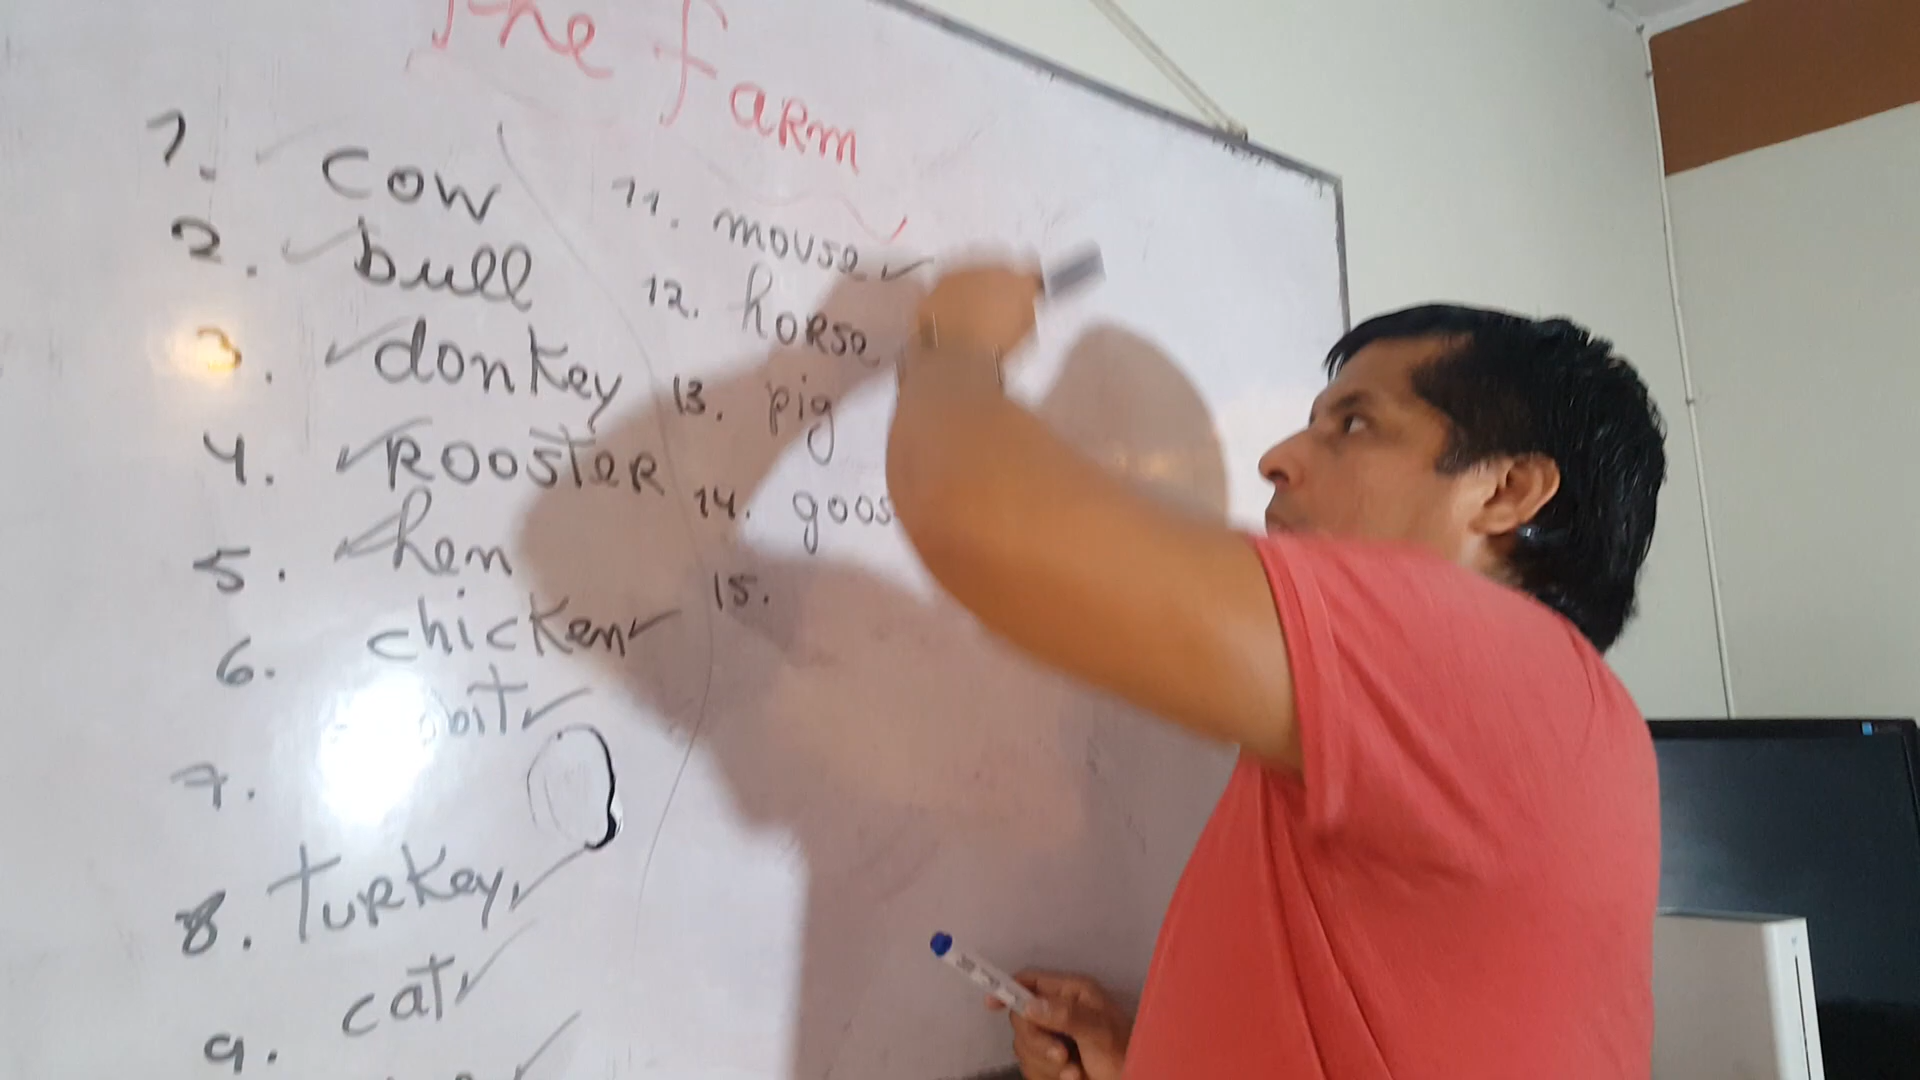 The Farm
1. cow
2. bull
3. donkey
4. Rooster
5. hen
6. chicken
7.
8. Turkey
cat
9.
11. mouse
12. horse
13. pig
14. goos
15.